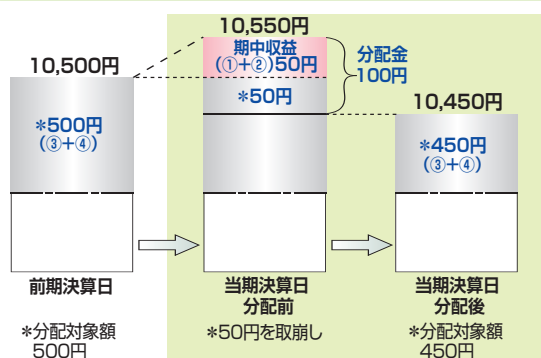 10,550円
期中収益
(①+②)50円
分配金
100円
10,500円
*50円
10,450円
*500円
(③+④)
*450円
(③+④)
前期決算日
当期決算日
分配前
当期決算日
分配後
*分配対象額
500円
*50円を取崩し
*分配対象額
450円